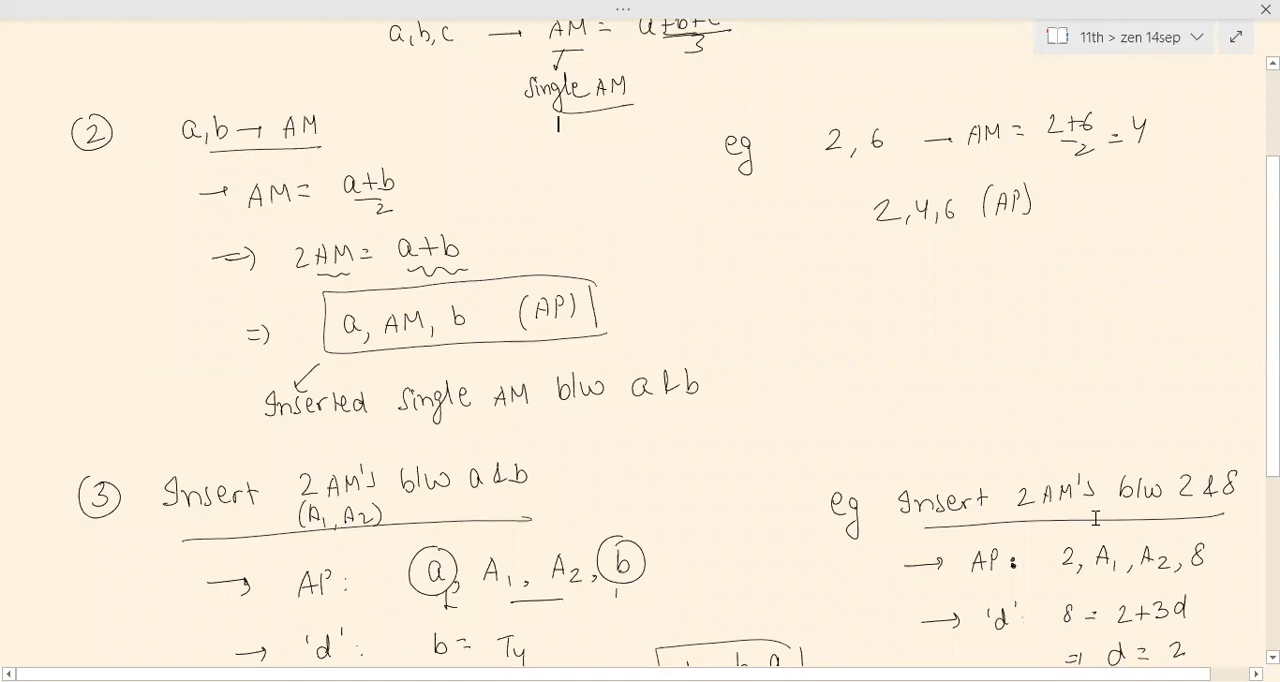 11th > zen 14sep
a,b,c → AM = a+b+c/3
Single AM
② a,b → AM
→ AM = a+b/2
⇒ 2AM = a+b
⇒ a, AM, b (AP)
Inserted single AM b/w a & b
eg 2, 6 — AM = 2+6/2 = 4
2,4,6 (AP)
③ Insert 2 AM's b/w a & b
(A1, A2)
→ AP: a, A1, A2, b
→ 'd': b = T4
eg Insert 2 AM's b/w 2 & 8
→ AP: 2, A1, A2, 8
→ 'd': 8 = 2+3d
⇒ d = 2